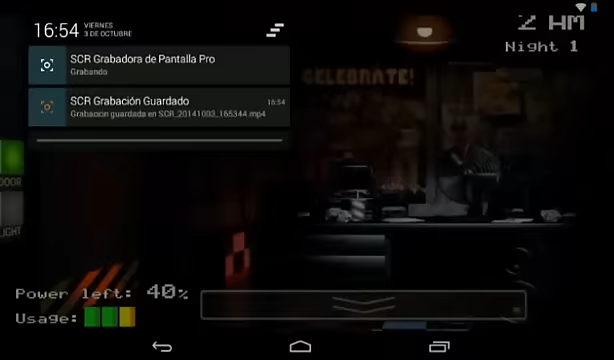 16:54 VIERNES
3 DE OCTUBRE
2 HM
Night 1
SCR Grabadora de Pantalla Pro
Grabando
SCR Grabación Guardado 16:54
Grabación guardada en SCR_20141003_165344.mp4
CELEBRATE!
DOOR
LIGHT
Power left: 40%
Usage: